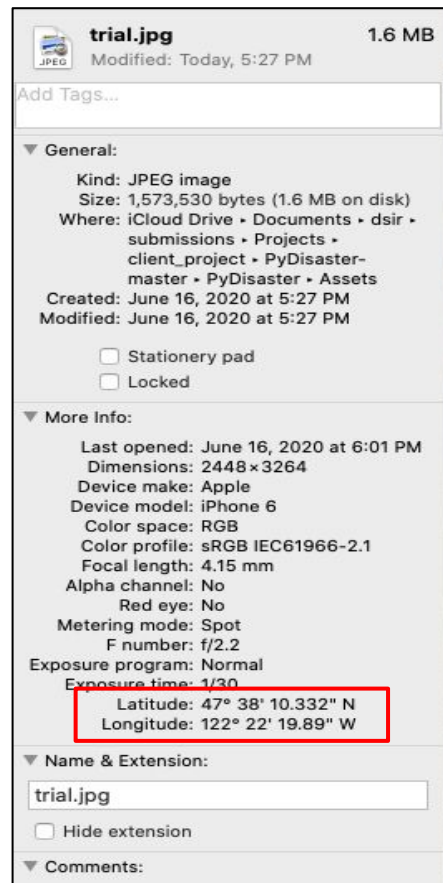 trial.jpg 1.6 MB
JPEG
Modified: Today, 5:27 PM
Add Tags...
General:
Kind: JPEG image
Size: 1,573,530 bytes (1.6 MB on disk)
Where: iCloud Drive ▸ Documents ▸ dsir ▸
submissions ▸ Projects ▸
client_project ▸ PyDisaster-
master ▸ PyDisaster ▸ Assets
Created: June 16, 2020 at 5:27 PM
Modified: June 16, 2020 at 5:27 PM
Stationery pad
Locked
More Info:
Last opened: June 16, 2020 at 6:01 PM
Dimensions: 2448×3264
Device make: Apple
Device model: iPhone 6
Color space: RGB
Color profile: sRGB IEC61966-2.1
Focal length: 4.15 mm
Alpha channel: No
Red eye: No
Metering mode: Spot
F number: f/2.2
Exposure program: Normal
Exposure time: 1/30
Latitude: 47° 38' 10.332" N
Longitude: 122° 22' 19.89" W
Name & Extension:
trial.jpg
Hide extension
Comments: